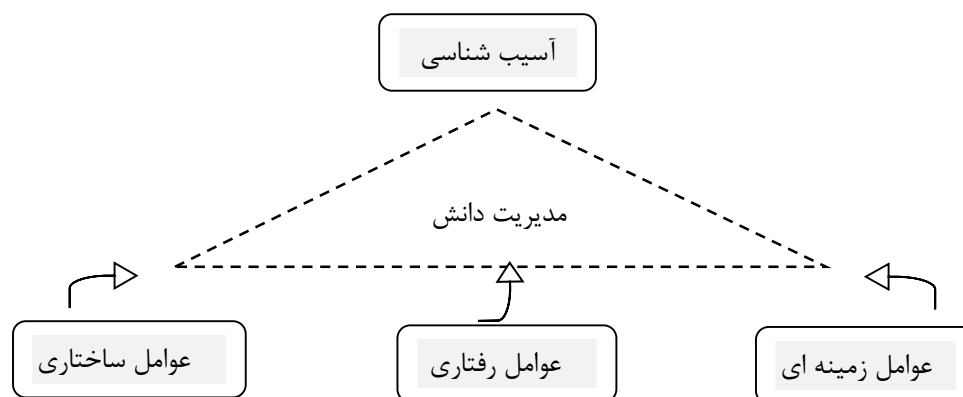 آسیب شناسی
مدیریت دانش
عوامل زمینه ای
عوامل رفتاری
عوامل ساختاری